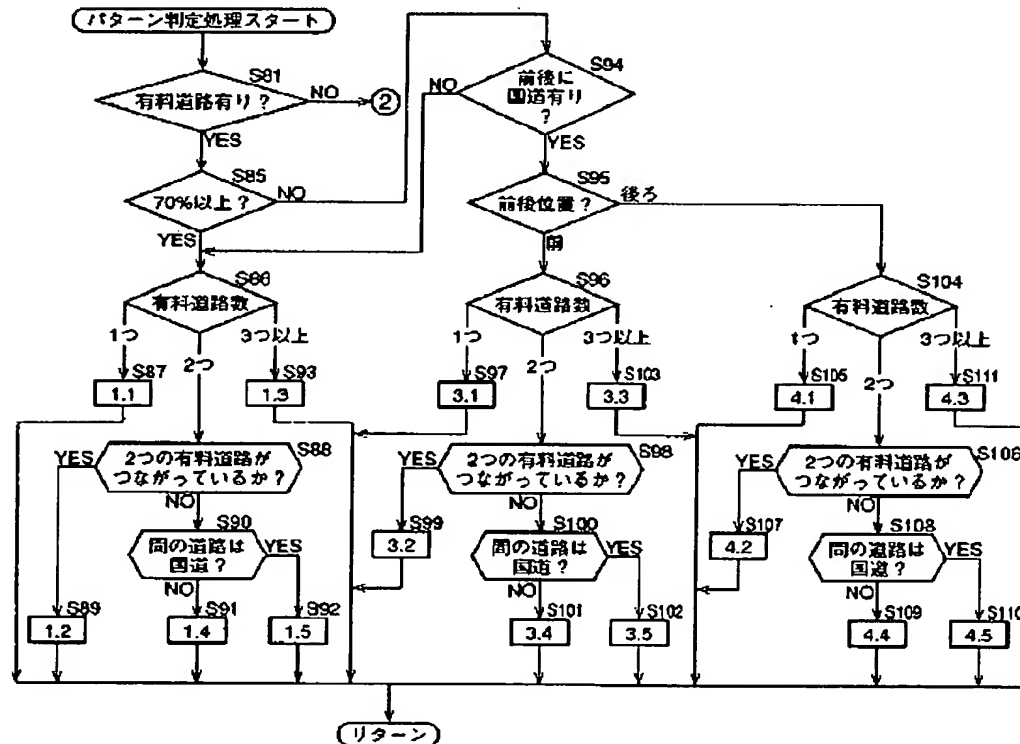 パターン判定処理スタート
S81
有料道路有り？
NO
②
YES
S85
70%以上？
NO
YES
S94
前後に
国道有り
？
NO
YES
S95
前後位置？
後ろ
前
S86
有料道路数
1つ
2つ
3つ以上
S87
1.1
S93
1.3
S96
有料道路数
1つ
2つ
3つ以上
S97
3.1
S103
3.3
S104
有料道路数
1つ
2つ
3つ以上
S105
4.1
S111
4.3
S88
2つの有料道路が
つながっているか？
YES
NO
S90
間の道路は
国道？
YES
NO
S89
1.2
S91
1.4
S92
1.5
S98
2つの有料道路が
つながっているか？
YES
NO
S99
3.2
S100
間の道路は
国道？
YES
NO
S101
3.4
S102
3.5
S106
2つの有料道路が
つながっているか？
YES
NO
S107
4.2
S108
間の道路は
国道？
YES
NO
S109
4.4
S110
4.5
リターン